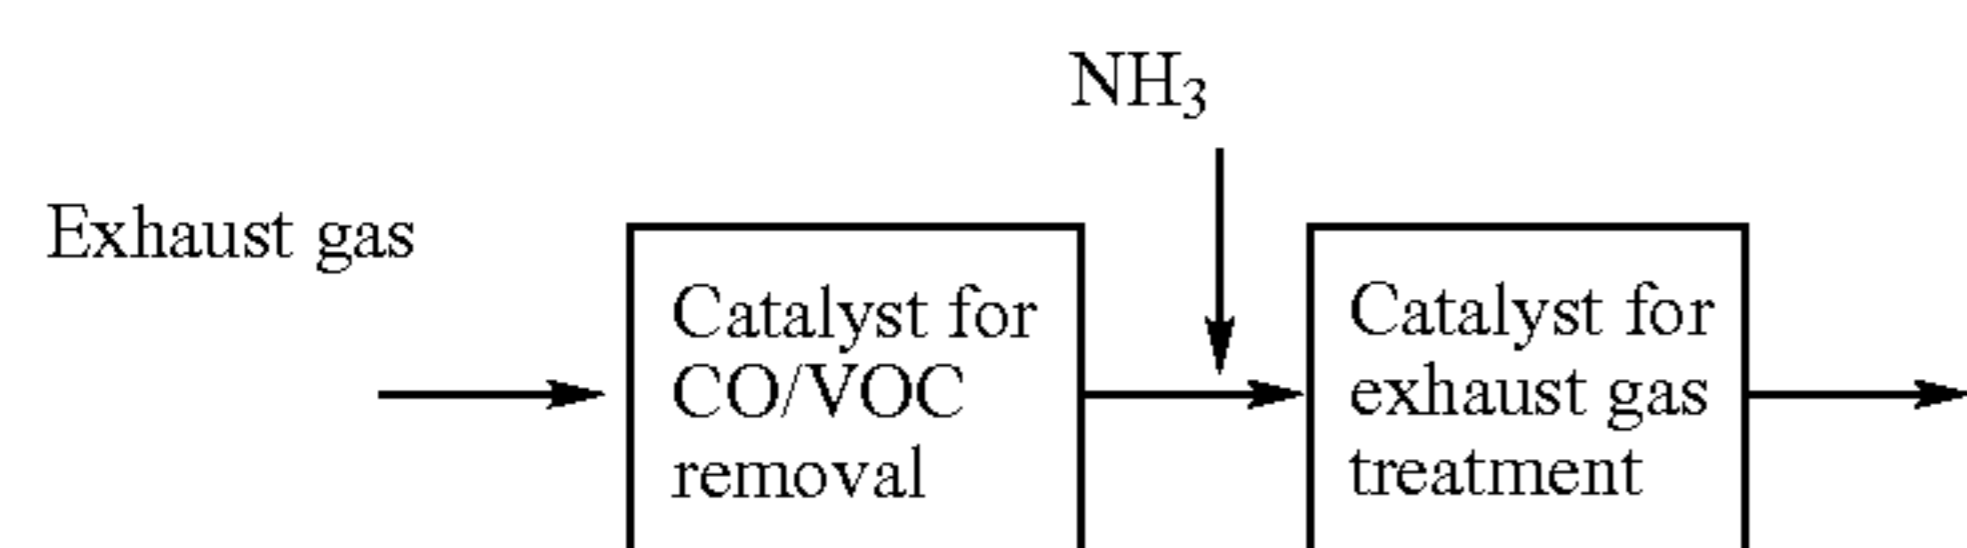 NH₃
Exhaust gas
Catalyst for
CO/VOC
removal
Catalyst for
exhaust gas
treatment